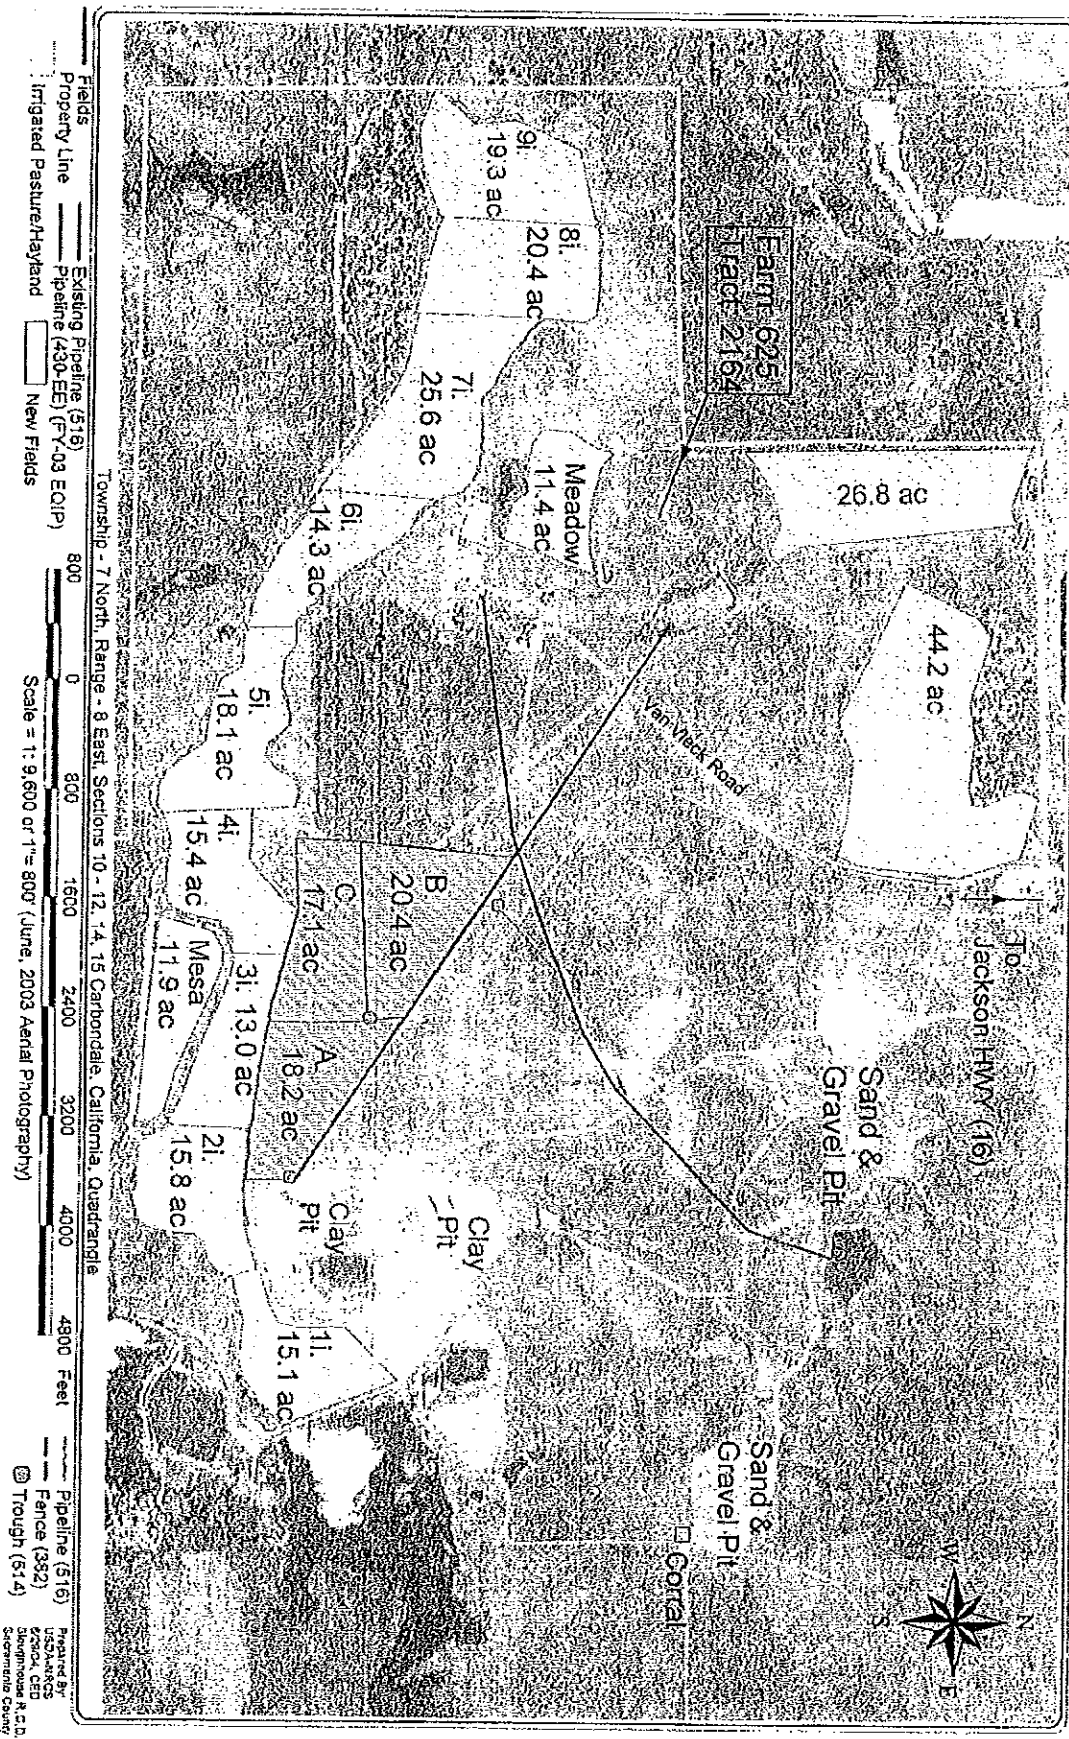 To
Jackson HWY (16)
W
N
S
E
26.8 ac
44.2 ac
Sand &
Gravel Pit
Sand &
Gravel Pit
Corral
Farm 625
Tract 2164
Van Vleck Road
9i.
19.3 ac
8i.
20.4 ac
7i.
25.6 ac
Meadow
11.4 ac
6i.
14.3 ac
5i.
18.1 ac
4i.
15.4 ac
B
20.4 ac
C
17.1 ac
A
18.2 ac
Mesa
11.9 ac
3i. 13.0 ac
2i.
15.8 ac
Clay
Pit
Clay
Pit
1i.
15.1 ac
Township - 7 North, Range - 8 East, Sections 10 - 12, 14, 15 Carbondale, California, Quadrangle
Fields
Property Line
Irrigated Pasture/Hayland
Existing Pipeline (516)
Pipeline (430-EE) (FY-03 EQIP)
New Fields
800 0 800 1600 2400 3200 4000 4800 Feet
Scale = 1: 9,600 or 1"= 800' (June, 2003 Aerial Photography)
Pipeline (516)
Fence (382)
Trough (614)
Prepared By
USDA-NRCS
Sloughhouse R.C.D.
Sacramento County